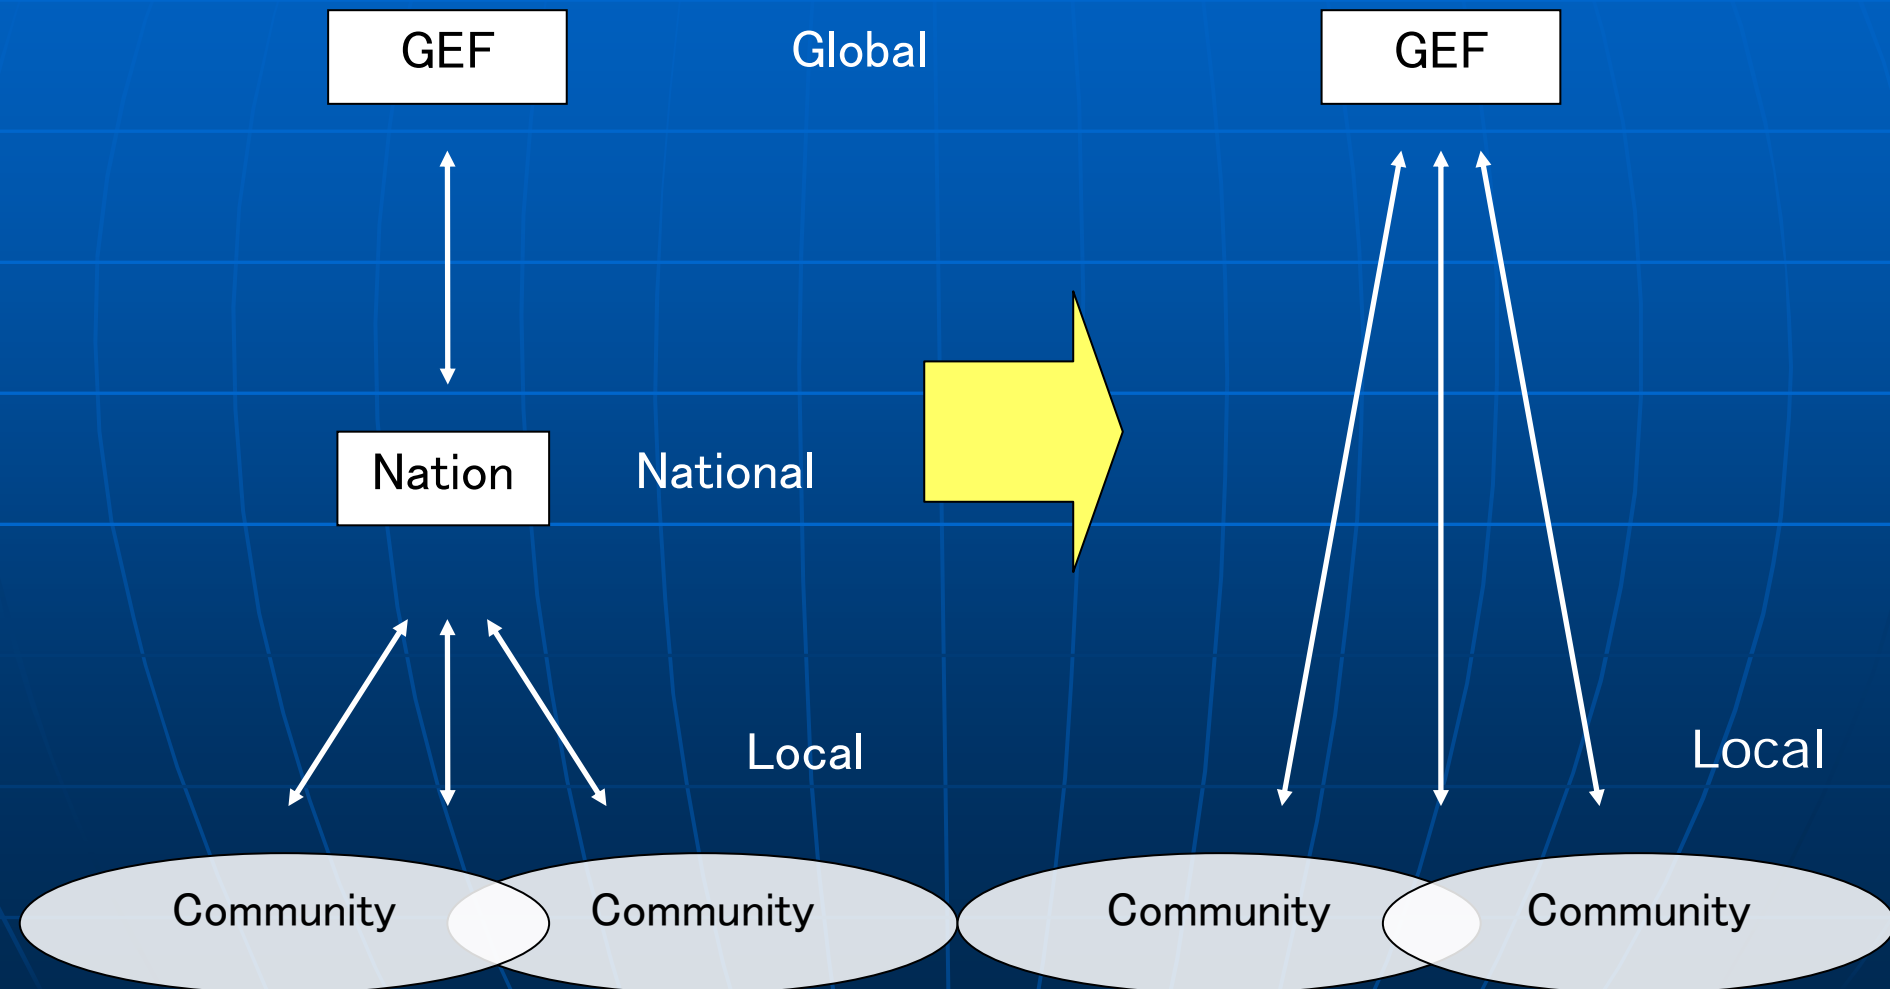 GEF
Global
GEF
Nation
National
Local
Local
Community
Community
Community
Community